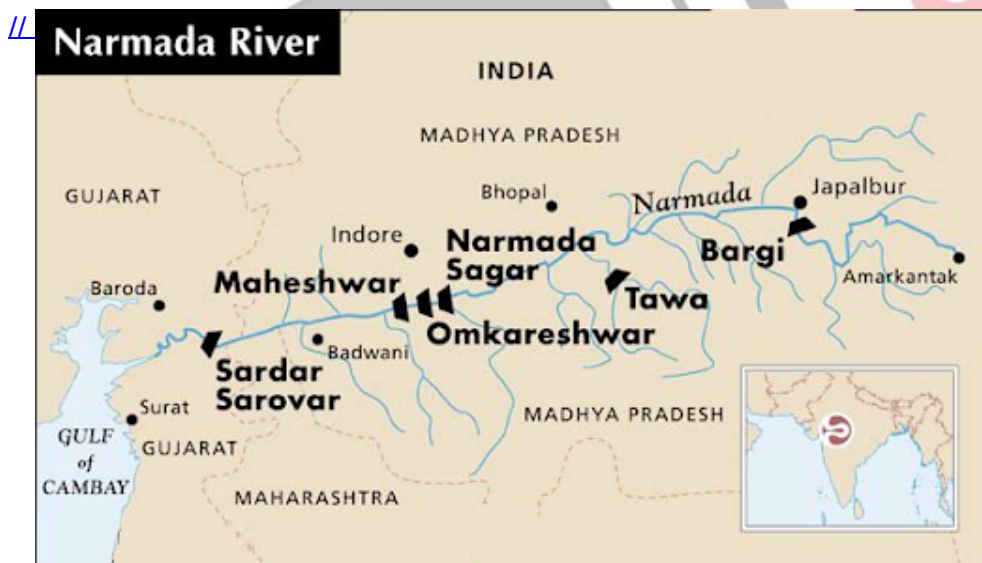 //
Narmada River
INDIA
MADHYA PRADESH
GUJARAT
Bhopal
Narmada
Japalbur
Indore
Narmada
Sagar
Bargi
Maheshwar
Amarkantak
Baroda
Tawa
Omkareshwar
Badwani
Sardar
Sarovar
Surat
MADHYA PRADESH
GULF
of
CAMBAY
GUJARAT
MAHARASHTRA